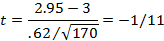 t = (2.95 − 3) / (.62/√170) = −1/11